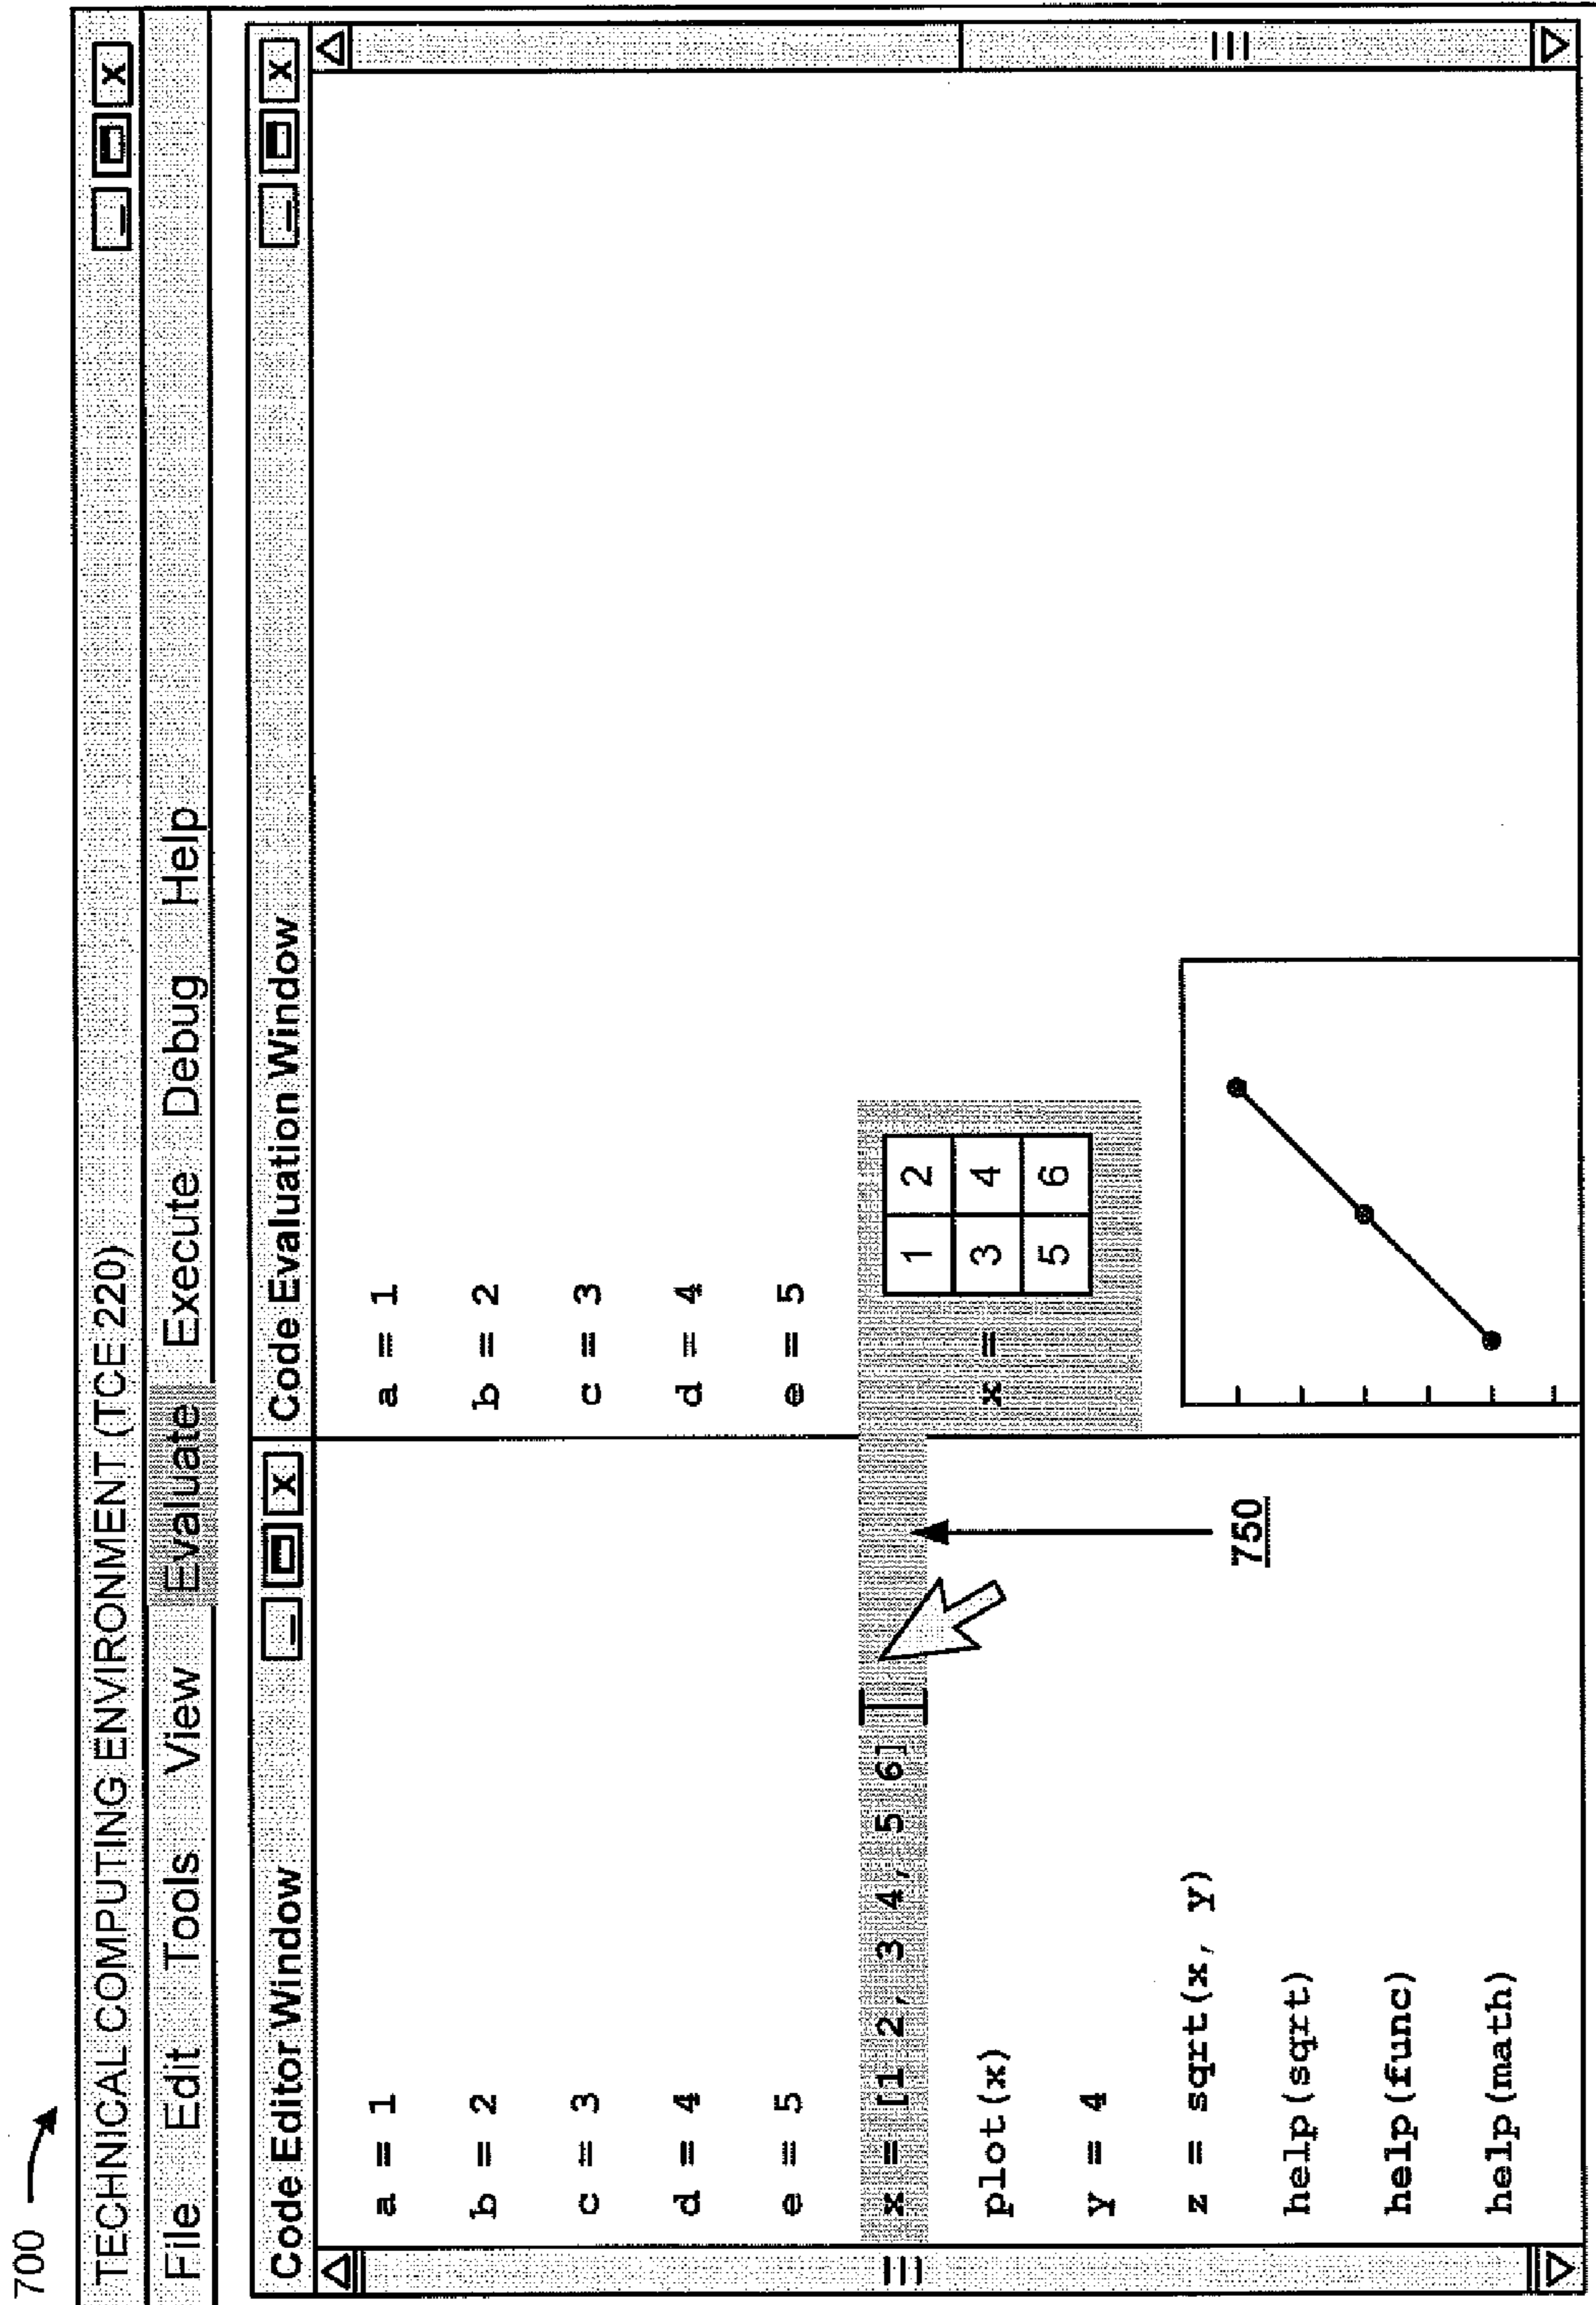 700
TECHNICAL COMPUTING ENVIRONMENT (TCE 220)
_ X
File Edit Tools View Evaluate Execute Debug Help
Code Editor Window _ X
a = 1
b = 2
c = 3
d = 4
e = 5
x = [1 2, 3 4, 5 6]
plot(x)
y = 4
z = sqrt(x, y)
help(sqrt)
help(func)
help(math)
750
Code Evaluation Window _ X
a = 1
b = 2
c = 3
d = 4
e = 5
1 2
x = 3 4
5 6